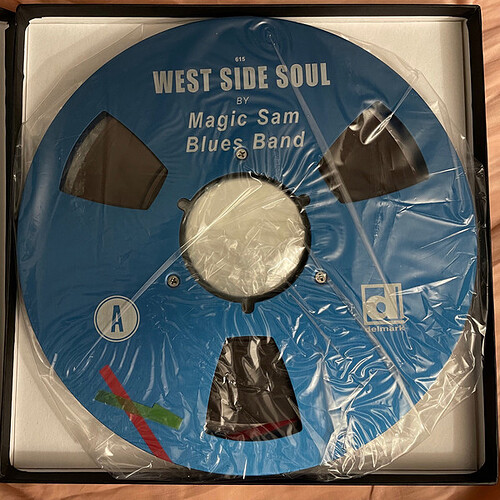 615
WEST SIDE SOUL
BY
Magic Sam
Blues Band
A
d
delmark